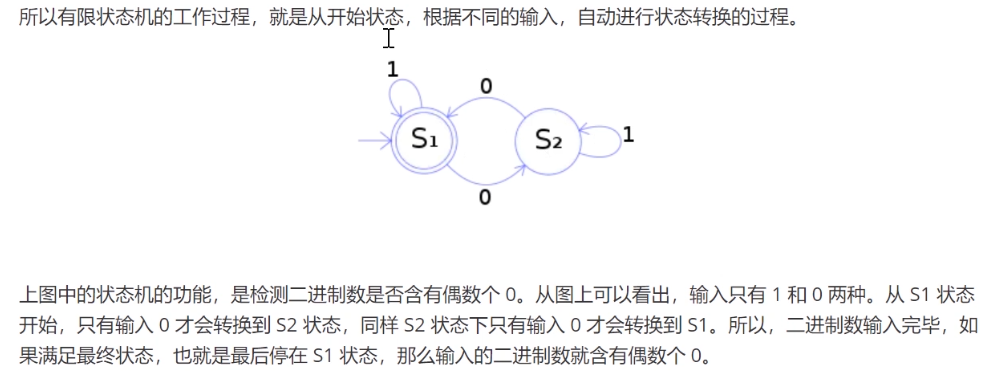 所以有限状态机的工作过程，就是从开始状态，根据不同的输入，自动进行状态转换的过程。
1
0
S1
S2
1
0
上图中的状态机的功能，是检测二进制数是否含有偶数个 0。从图上可以看出，输入只有 1 和 0 两种。从 S1 状态
开始，只有输入 0 才会转换到 S2 状态，同样 S2 状态下只有输入 0 才会转换到 S1。所以，二进制数输入完毕，如
果满足最终状态，也就是最后停在 S1 状态，那么输入的二进制数就含有偶数个 0。